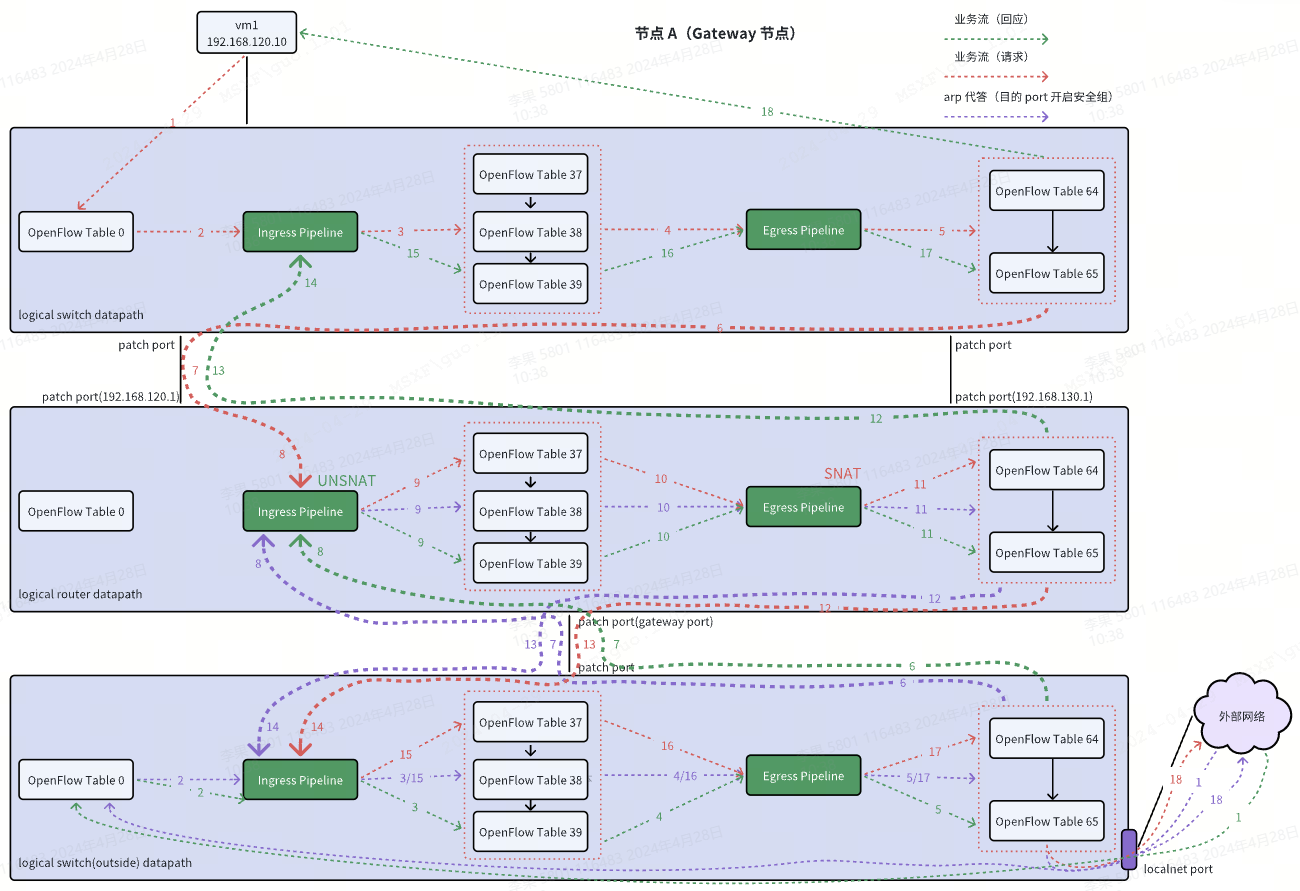 vm1
192.168.120.10
节点 A（Gateway 节点）
业务流（回应）
业务流（请求）
arp 代答（目的 port 开启安全组）
1
18
OpenFlow Table 0
2
Ingress Pipeline
3
15
14
OpenFlow Table 37
OpenFlow Table 38
OpenFlow Table 39
4
16
Egress Pipeline
5
17
OpenFlow Table 64
OpenFlow Table 65
logical switch datapath
6
patch port
7
13
patch port(192.168.120.1)
patch port
patch port(192.168.130.1)
12
8
UNSNAT
OpenFlow Table 0
Ingress Pipeline
9
9
9
8
8
OpenFlow Table 37
OpenFlow Table 38
OpenFlow Table 39
10
10
10
SNAT
Egress Pipeline
11
11
11
OpenFlow Table 64
OpenFlow Table 65
logical router datapath
12
12
patch port(gateway port)
13
7
13
7
patch port
6
6
14
14
OpenFlow Table 0
2
2
Ingress Pipeline
15
3/15
3
OpenFlow Table 37
OpenFlow Table 38
OpenFlow Table 39
16
4/16
4
Egress Pipeline
17
5/17
5
OpenFlow Table 64
OpenFlow Table 65
logical switch(outside) datapath
外部网络
18
1
18
1
localnet port
李果 5801 116483 2024年4月28日
10:38